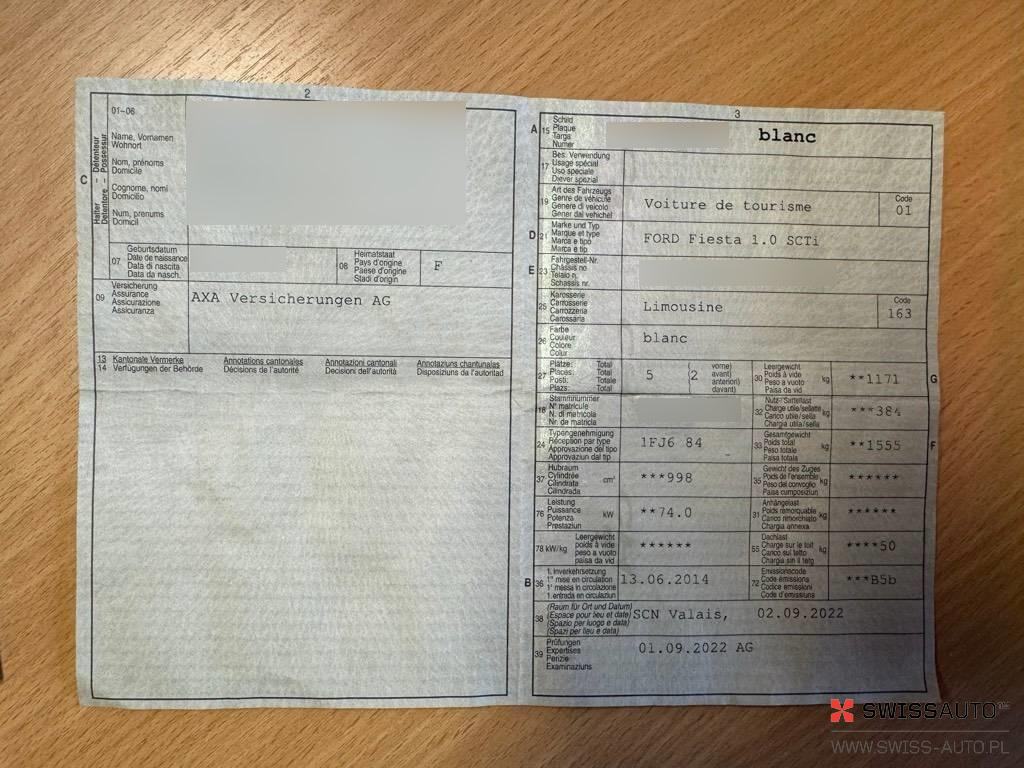 2
01-06
Halter - Détenteur
Detentore - Possessur
C
Name, Vornamen
Wohnort
Nom, prénoms
Domicile
Cognome, nomi
Domicilio
Num, prenums
Domicil
07
Geburtsdatum
Date de naissance
Data di nascita
Data da nasch.
08
Heimatstaat
Pays d'origine
Paese d'origine
Stadi d'origin
F
09
Versicherung
Assurance
Assicurazione
Assicuranza
AXA Versicherungen AG
13 Kantonale Vermerke Annotations cantonales Annotazioni cantonali Annotaziuns chantunalas
14 Verfügungen der Behörde Décisions de l'autorité Decisioni dell'autorità Disposiziuns da l'autoritad
3
A 15
Schild
Plaque
Targa
Numer
blanc
17
Bes. Verwendung
Usage spécial
Uso speciale
Diever spezial
19
Art des Fahrzeugs
Genre de véhicule
Genere di veicolo
Gener dal vehichel
Voiture de tourisme
Code
01
D 21
Marke und Typ
Marque et type
Marca e tipo
Marca e tip
FORD Fiesta 1.0 SCTi
E 23
Fahrgestell-Nr.
Châssis no
Telaio n.
Schassis nr.
25
Karosserie
Carrosserie
Carrozzeria
Carossaria
Limousine
Code
163
26
Farbe
Couleur
Colore
Colur
blanc
27
Plätze: Total
Places: Total
Posti: Totale
Plazs: Total
5
(2
vorne)
avant)
anteriori)
davant)
30
Leergewicht
Poids à vide
Peso a vuoto
Paisa da vid
kg
**1171
G
18
Stammnummer
N° matricule
N. di matricola
Nr. da matricla
32
Nutz-/Sattellast
Charge utile/sellette
Carico utile/sella
Chargia utila/sella
kg
***384
24
Typengenehmigung
Réception par type
Approvazione del tipo
Approvaziun dal tip
1FJ6 84
33
Gesamtgewicht
Poids total
Peso totale
Paisa totala
kg
**1555
F
37
Hubraum
Cylindrée
Cilindrata
Cilindrada
cm³
***998
35
Gewicht des Zuges
Poids de l'ensemble
Peso del convoglio
Paisa cumposiziun
kg
******
76
Leistung
Puissance
Potenza
Prestaziun
kW
**74.0
31
Anhängelast
Poids remorquable
Carico rimorchiato
Chargia annexa
kg
******
78 kW/kg
Leergewicht
poids à vide
peso a vuoto
paisa da vid
******
55
Dachlast
Charge sur le toit
Carico sul tetto
Chargia sin il tetg
kg
****50
B 36
1. Inverkehrsetzung
1re mise en circulation
1a messa in circolazione
1. entrada en circulaziun
13.06.2014
72
Emissionscode
Code émissions
Codice emissioni
Code d'emissiuns
***B5b
38
(Raum für Ort und Datum)
(Espace pour lieu et date)
(Spazio per luogo e data)
(Spazi per lieu e data)
SCN Valais, 02.09.2022
39
Prüfungen
Expertises
Perizie
Examinaziuns
01.09.2022 AG
SWISSAUTO
WWW.SWISS-AUTO.PL